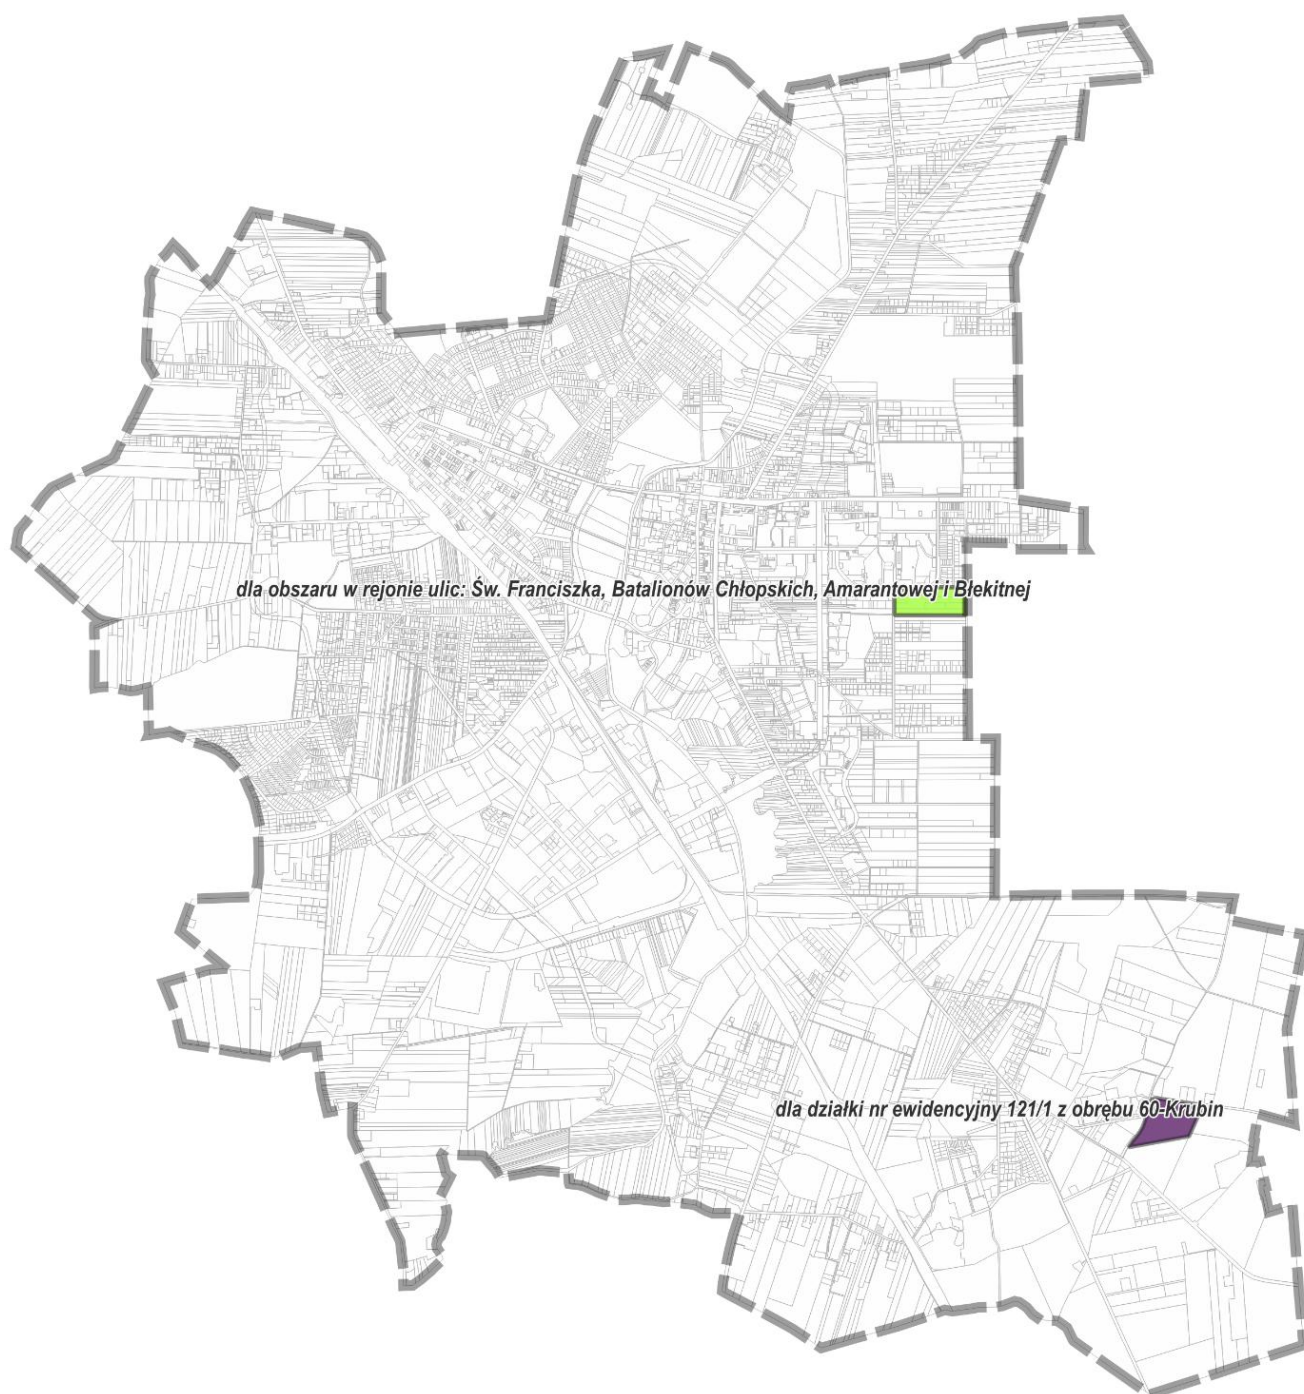 dla obszaru w rejonie ulic: Św. Franciszka, Batalionów Chłopskich, Amarantowej i Błekitnej
dla działki nr ewidencyjny 121/1 z obrębu 60-Krubin